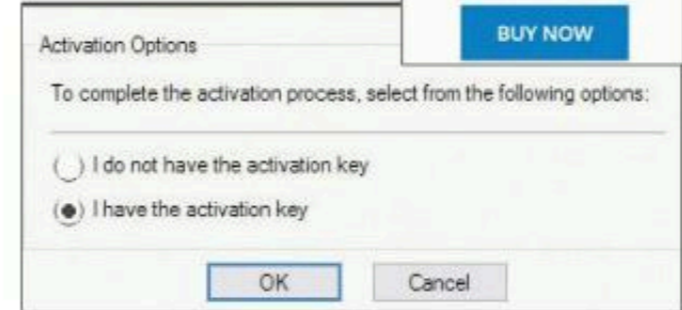 BUY NOW
Activation Options
To complete the activation process, select from the following options:
I do not have the activation key
I have the activation key
OK
Cancel